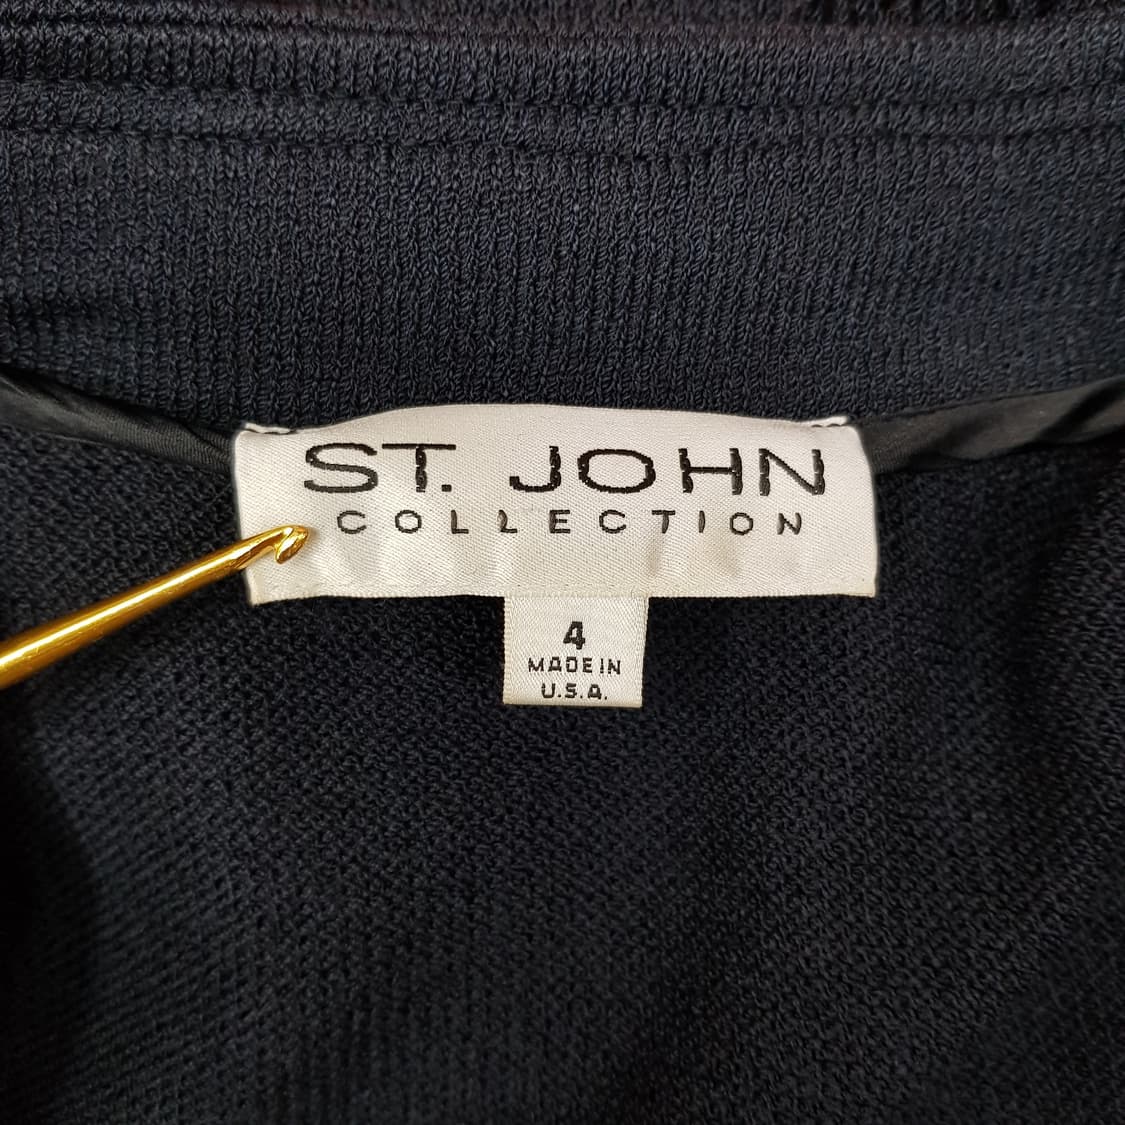 ST. JOHN
COLLECTION
4
MADE IN
U.S.A.